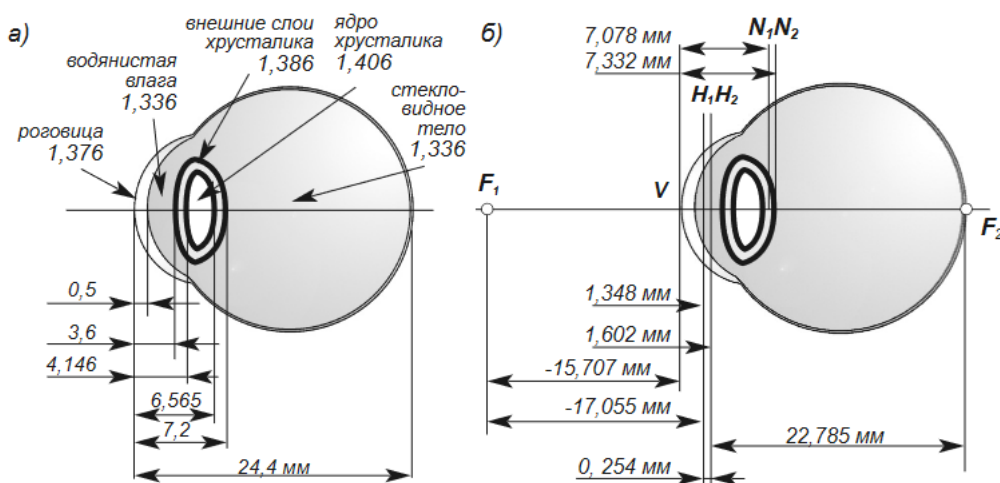 а)
внешние слои
хрусталика
1,386
ядро
хрусталика
1,406
водянистая
влага
1,336
стекло-
видное
тело
1,336
роговица
1,376
0,5
3,6
4,146
6,565
7,2
24,4 мм
б)
7,078 мм
N₁N₂
7,332 мм
H₁H₂
F₁
V
F₂
1,348 мм
1,602 мм
-15,707 мм
-17,055 мм
22,785 мм
0, 254 мм